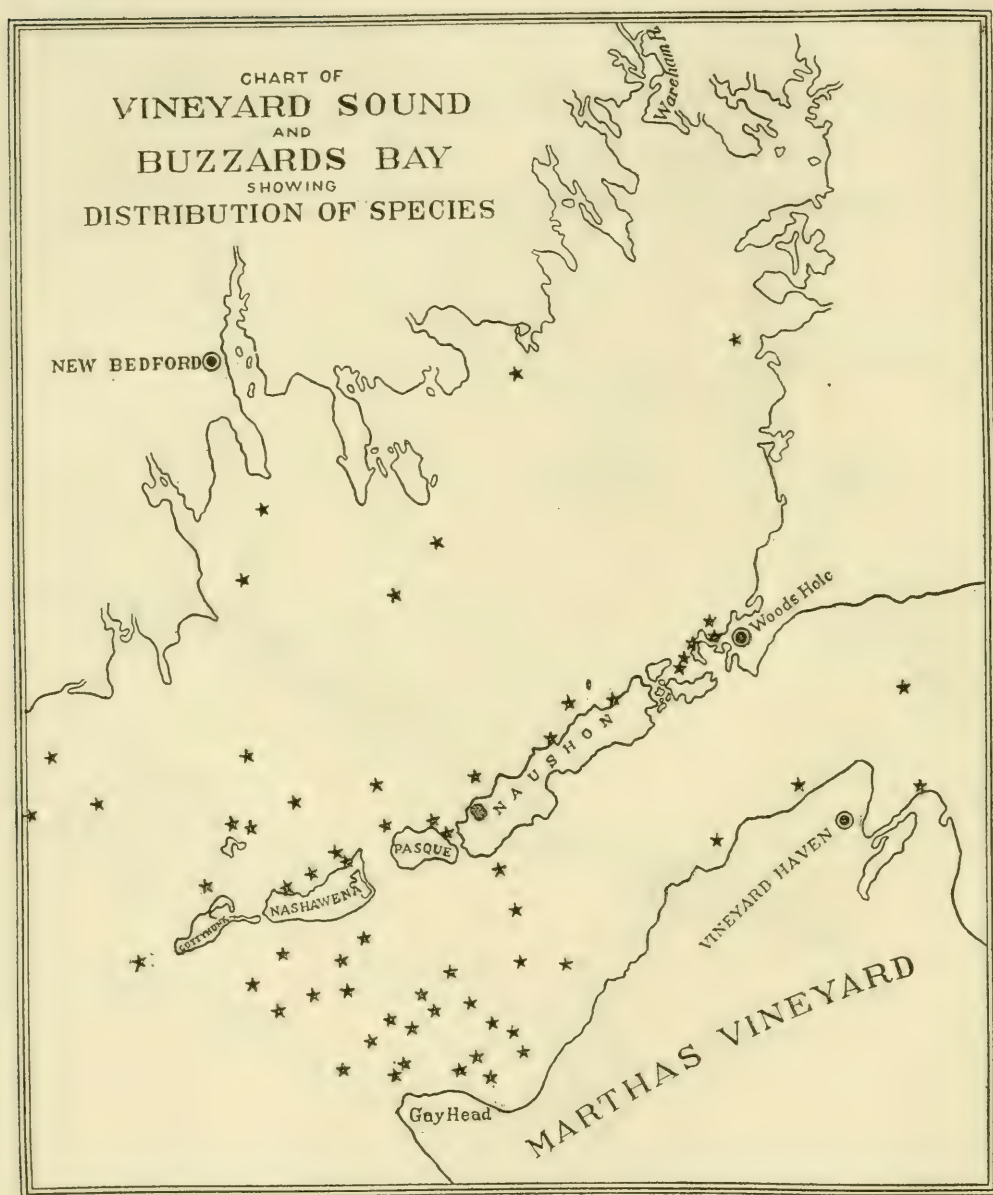 CHART OF
VINEYARD SOUND
AND
BUZZARDS BAY
SHOWING
DISTRIBUTION OF SPECIES
Wareham R.
NEW BEDFORD
Woods Hole
NAUSHON
PASQUE
NASHAWENA
CUTTYHUNK
VINEYARD HAVEN
MARTHAS VINEYARD
Gay Head